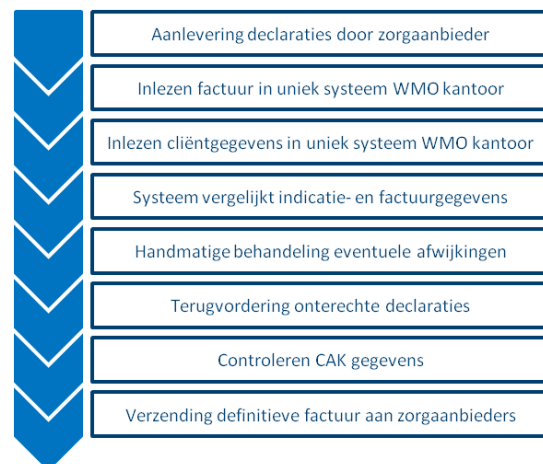 Aanlevering declaraties door zorgaanbieder
Inlezen factuur in uniek systeem WMO kantoor
Inlezen cliëntgegevens in uniek systeem WMO kantoor
Systeem vergelijkt indicatie- en factuurgegevens
Handmatige behandeling eventuele afwijkingen
Terugvordering onterechte declaraties
Controleren CAK gegevens
Verzending definitieve factuur aan zorgaanbieders